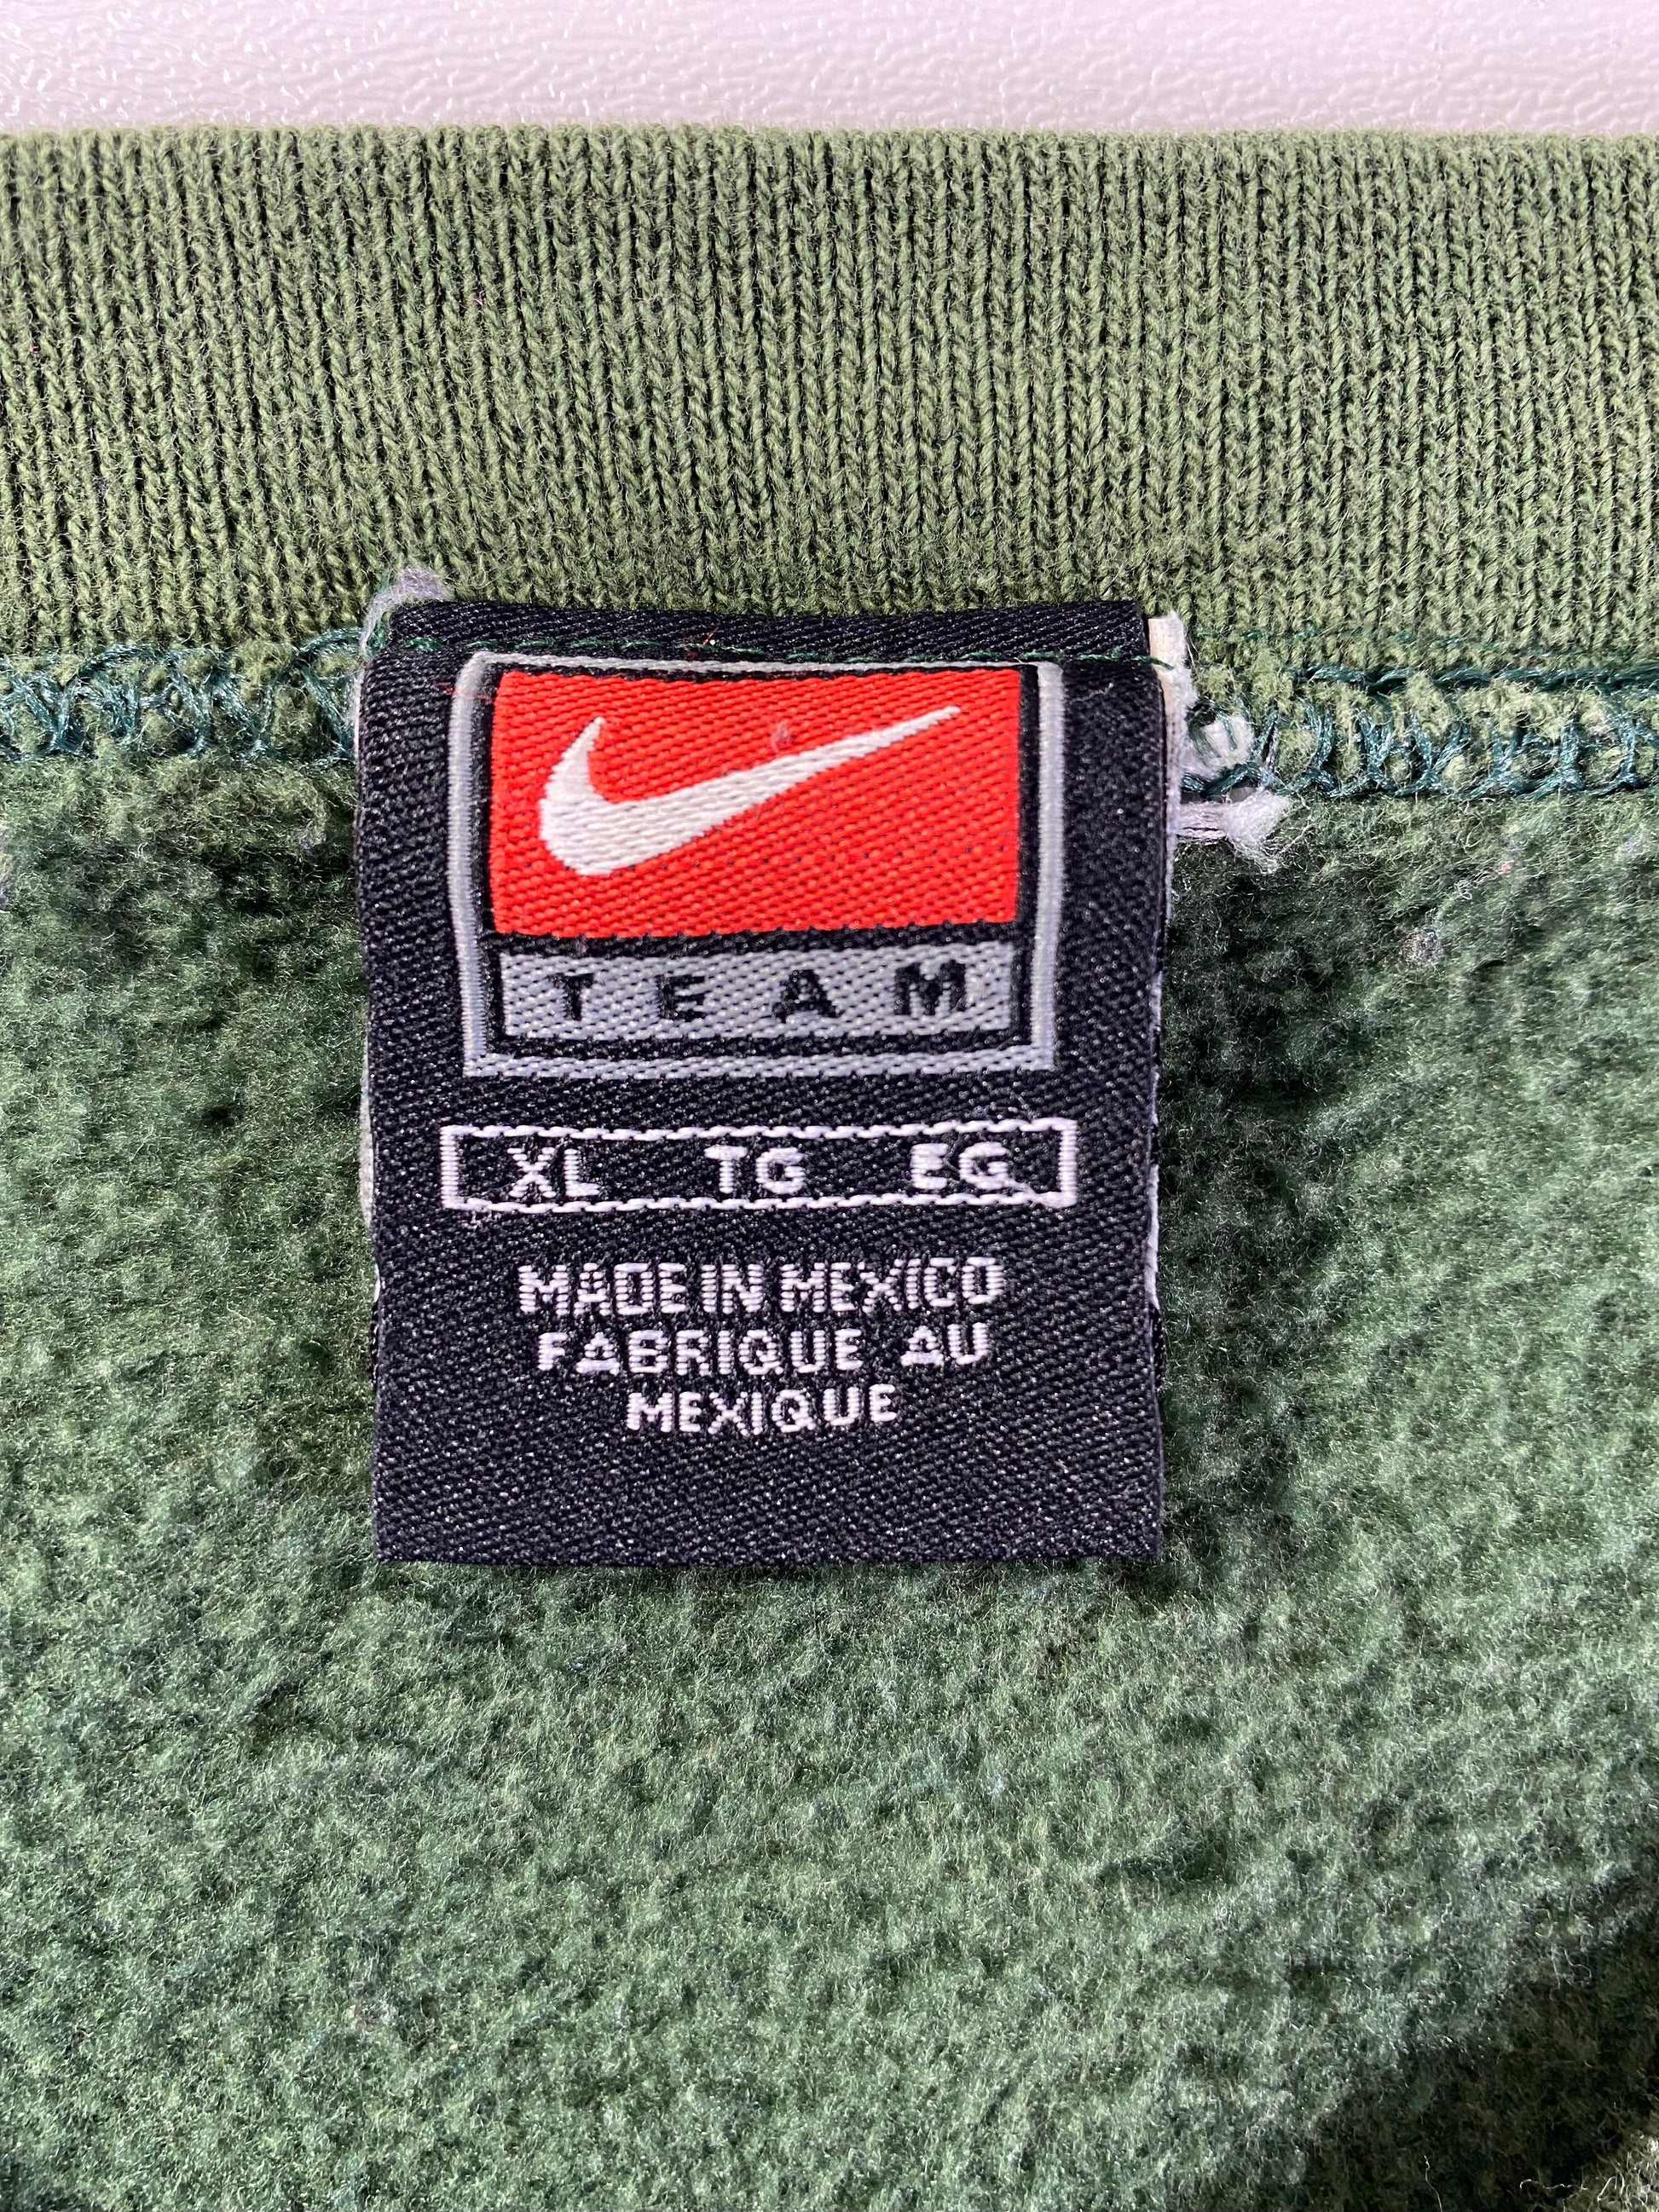 TEAM
XL TG EG
MADE IN MEXICO
FABRIQUE AU
MEXIQUE